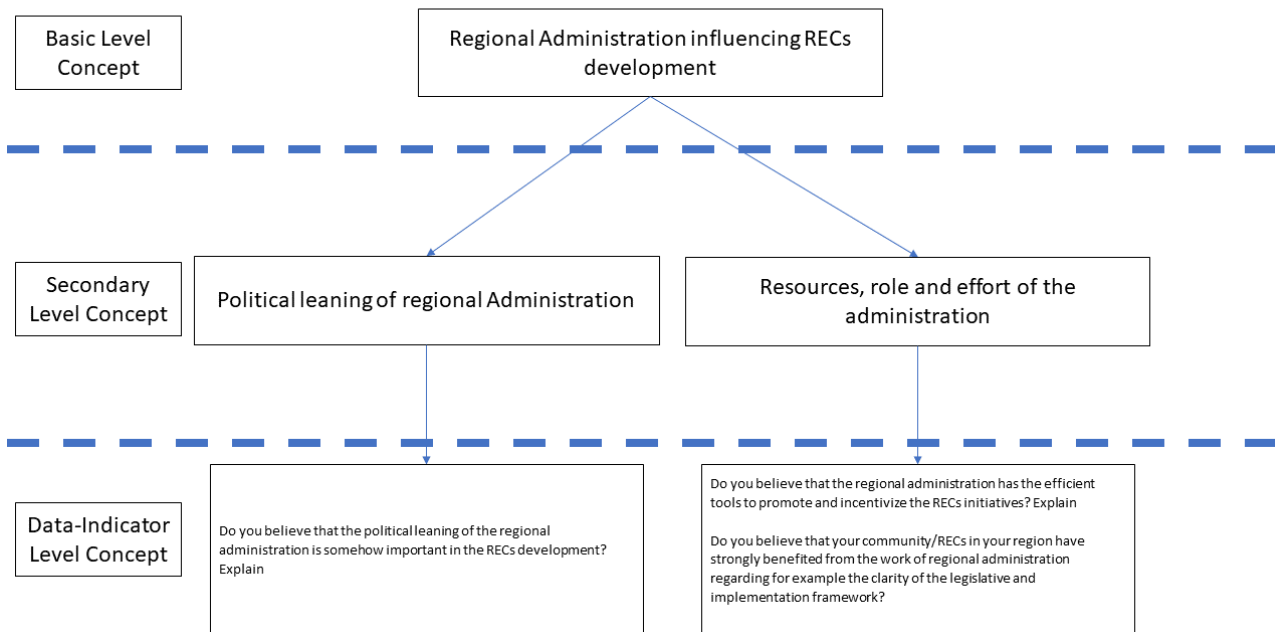 Basic Level
Concept
Regional Administration influencing RECs
development
Secondary
Level Concept
Political leaning of regional Administration
Resources, role and effort of the
administration
Data-Indicator
Level Concept
Do you believe that the political leaning of the regional
administration is somehow important in the RECs development?
Explain
Do you believe that the regional administration has the efficient
tools to promote and incentivize the RECs initiatives? Explain
Do you believe that your community/RECs in your region have
strongly benefited from the work of regional administration
regarding for example the clarity of the legislative and
implementation framework?